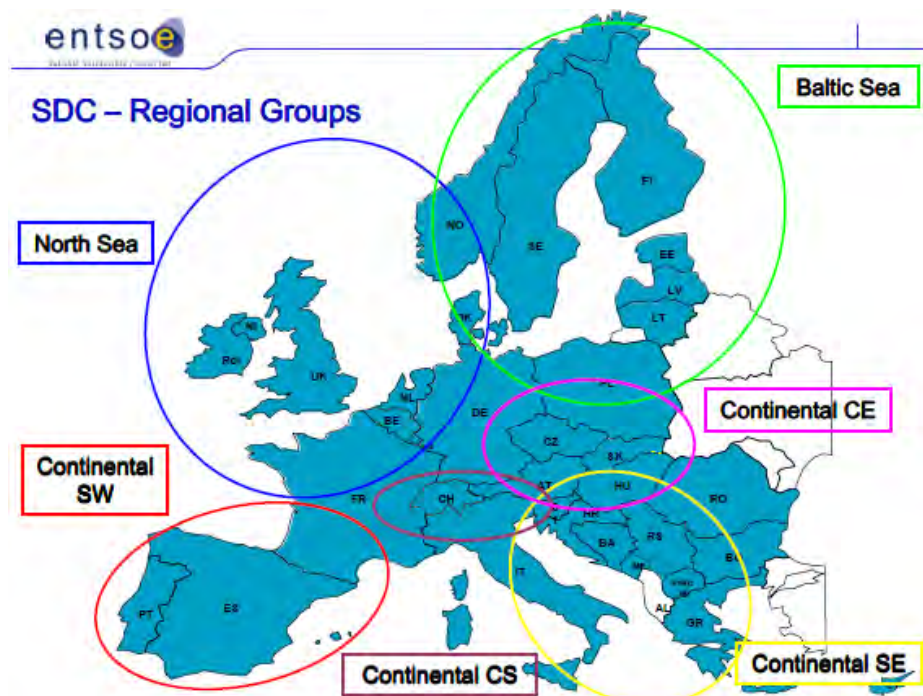 entsoe
SDC – Regional Groups
Baltic Sea
North Sea
Continental CE
Continental
SW
Continental CS
Continental SE
FI
NO
SE
EE
LV
LT
DK
NI
RoI
UK
NL
BE
DE
PL
CZ
SK
AT
HU
FR
CH
RO
HR
BA
RS
IT
AL
GR
PT
ES